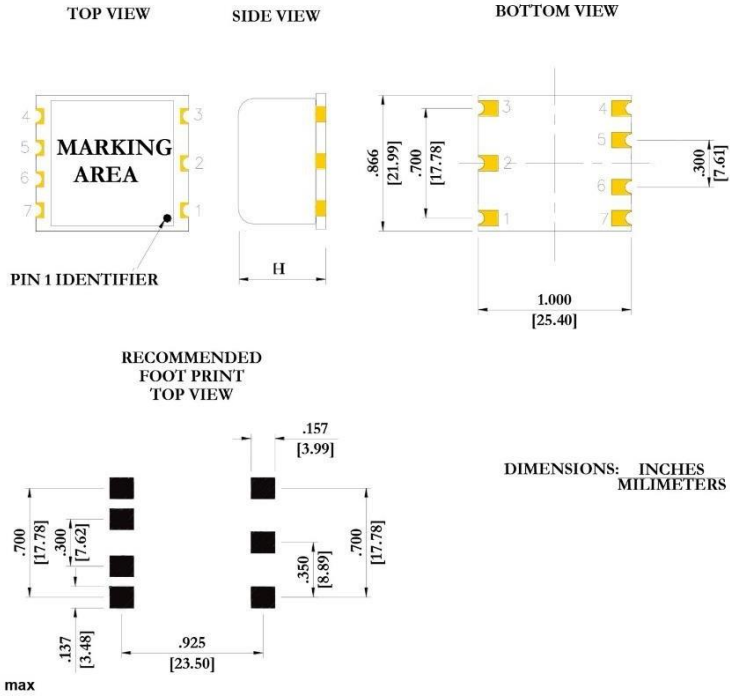 TOP VIEW
SIDE VIEW
BOTTOM VIEW
4
5
6
7
MARKING
AREA
3
2
1
PIN 1 IDENTIFIER
H
.866
[21.99]
.700
[17.78]
3
2
1
4
5
6
7
.300
[7.61]
1.000
[25.40]
RECOMMENDED
FOOT PRINT
TOP VIEW
.157
[3.99]
DIMENSIONS: INCHES
MILIMETERS
.700
[17.78]
.300
[7.62]
.350
[8.89]
.700
[17.78]
.137
[3.48]
.925
[23.50]
max